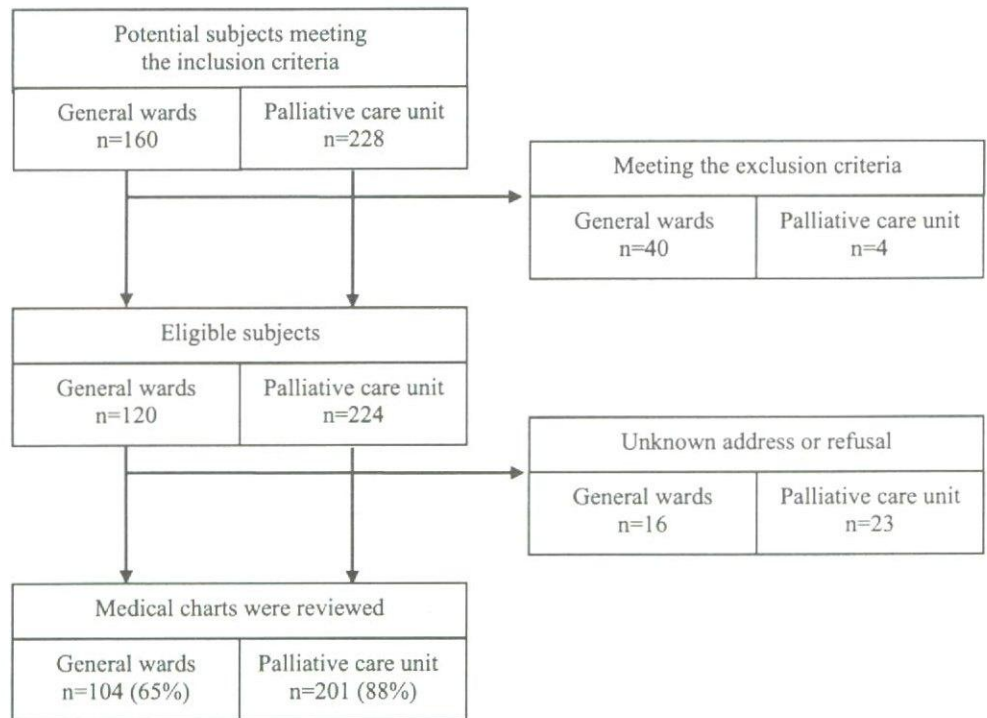 Potential subjects meeting
the inclusion criteria
General wards
n=160
Palliative care unit
n=228
Meeting the exclusion criteria
General wards
n=40
Palliative care unit
n=4
Eligible subjects
General wards
n=120
Palliative care unit
n=224
Unknown address or refusal
General wards
n=16
Palliative care unit
n=23
Medical charts were reviewed
General wards
n=104 (65%)
Palliative care unit
n=201 (88%)